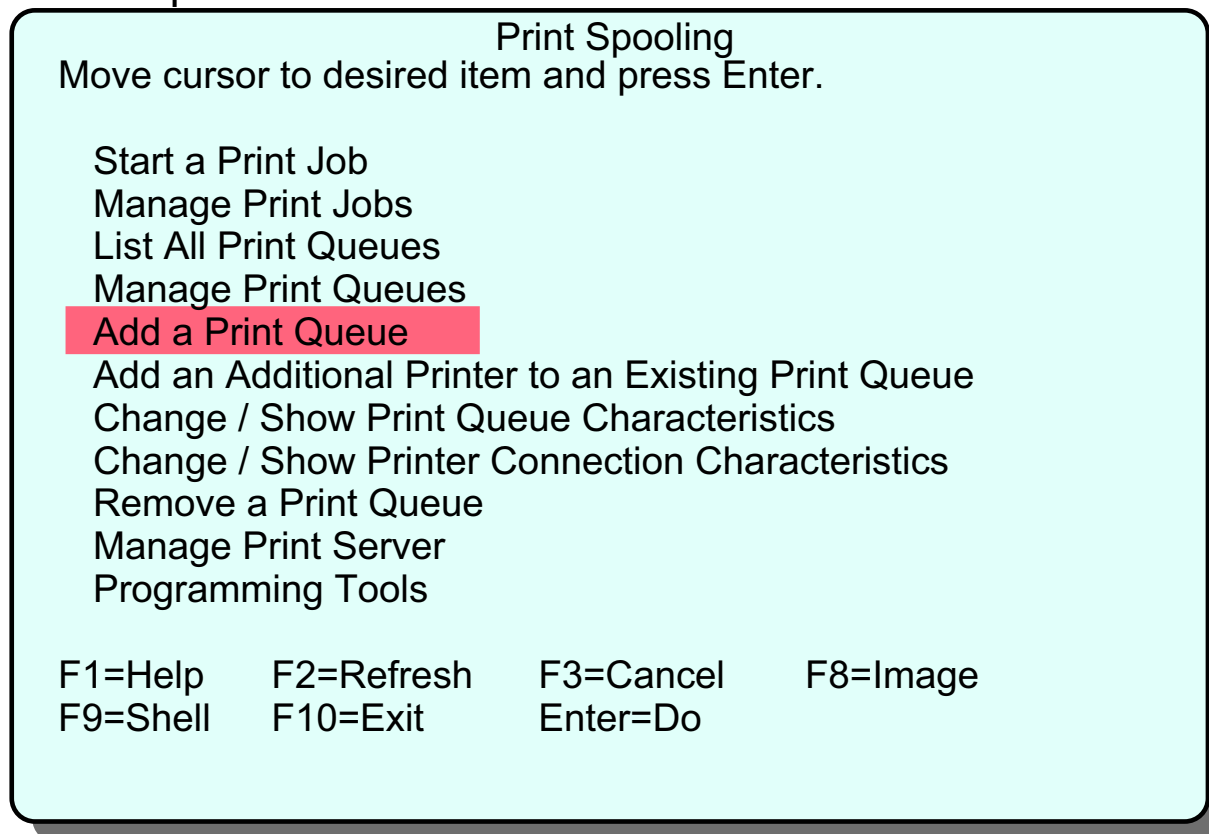 Print Spooling
Move cursor to desired item and press Enter.
Start a Print Job
Manage Print Jobs
List All Print Queues
Manage Print Queues
Add a Print Queue
Add an Additional Printer to an Existing Print Queue
Change / Show Print Queue Characteristics
Change / Show Printer Connection Characteristics
Remove a Print Queue
Manage Print Server
Programming Tools
F1=Help F2=Refresh F3=Cancel F8=Image
F9=Shell F10=Exit Enter=Do